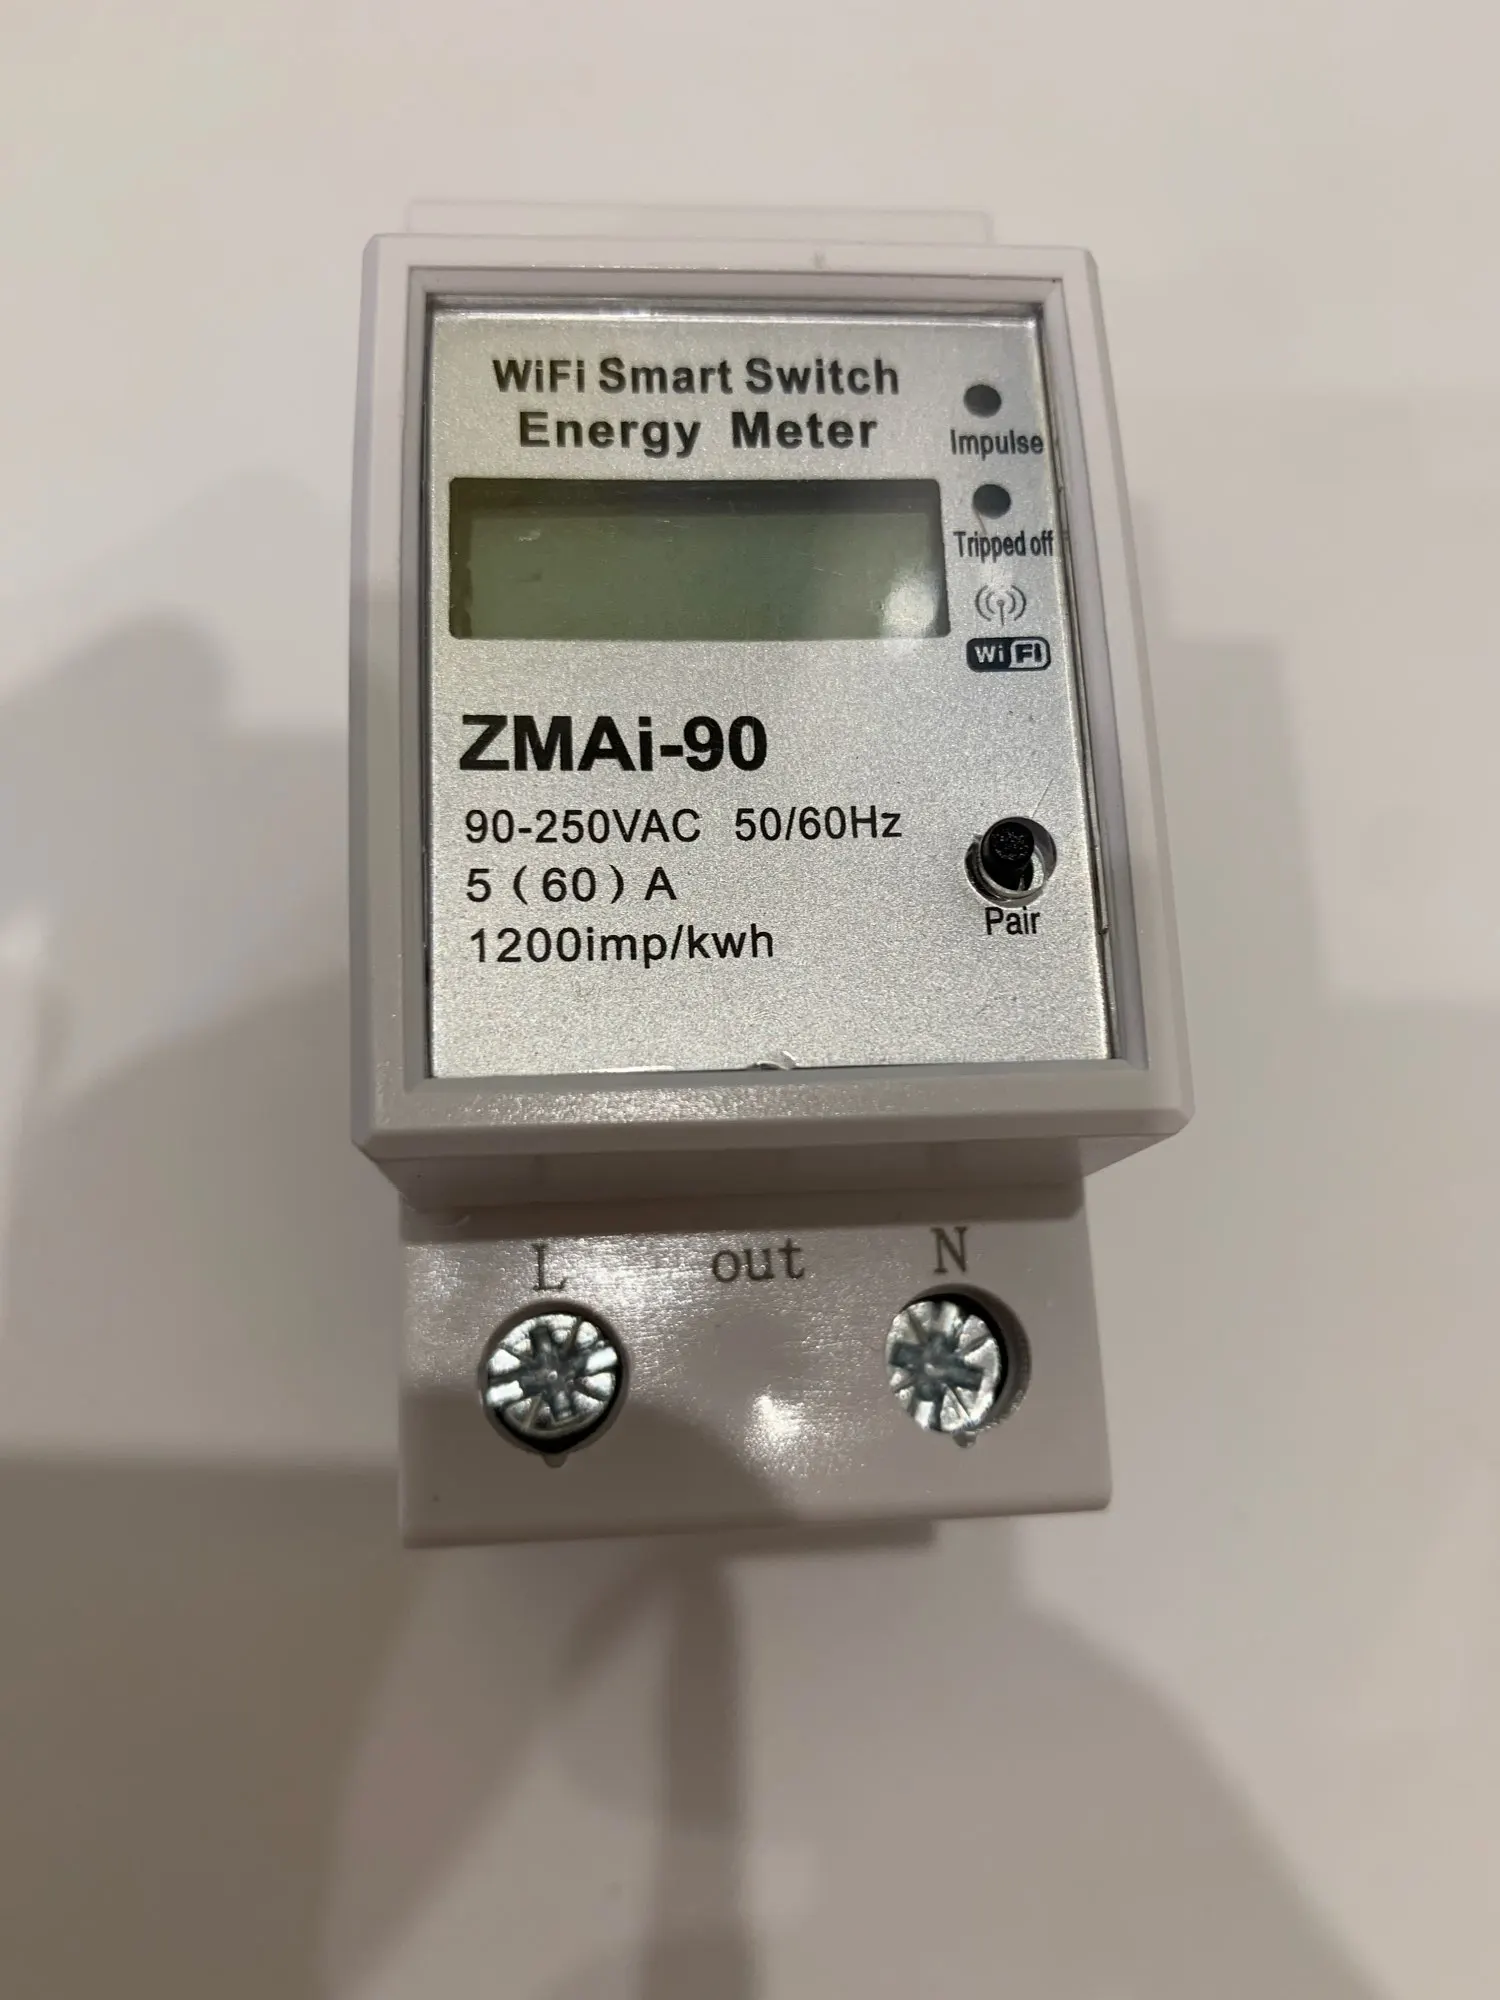 WiFi Smart Switch
Energy Meter
Impulse
Tripped off
WiFi
ZMAi-90
90-250VAC 50/60Hz
5（60）A
1200imp/kwh
Pair
L out N